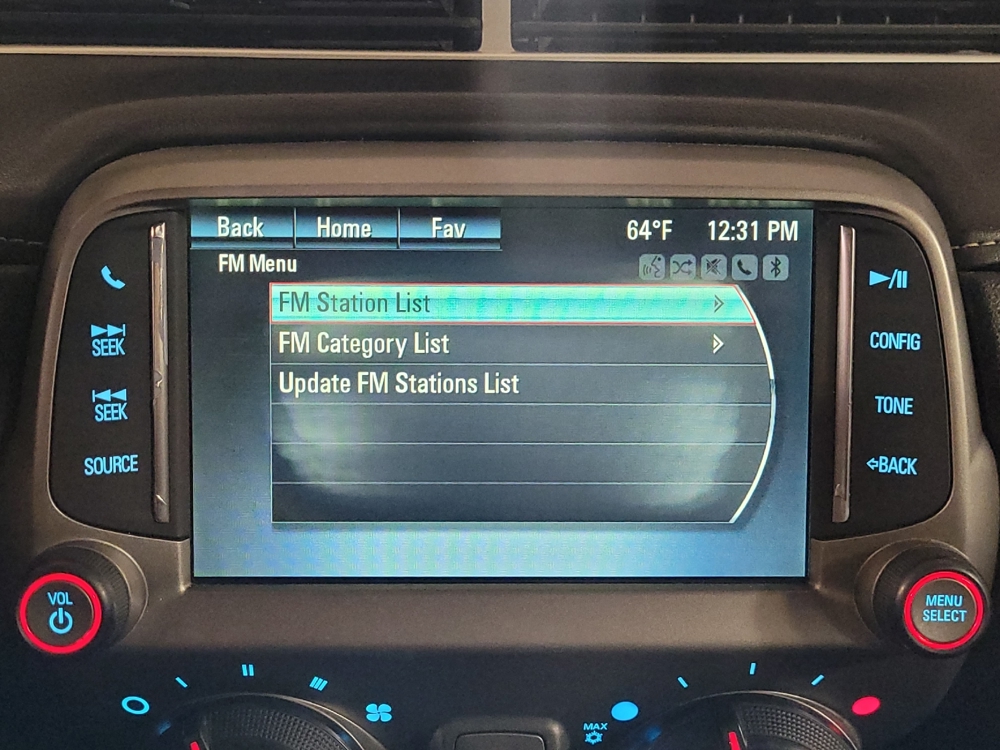 Back Home Fav 64°F 12:31 PM
FM Menu
FM Station List
FM Category List
Update FM Stations List
SEEK
SEEK
SOURCE
CONFIG
TONE
BACK
VOL
MENU
SELECT
MAX